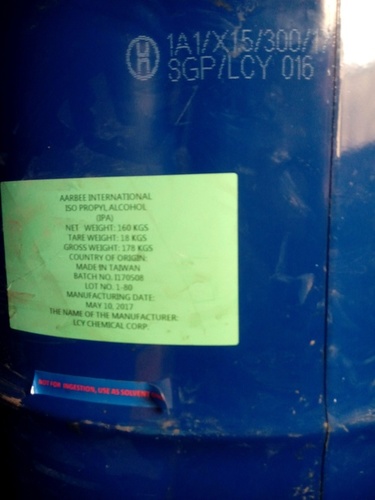 1A1/X15/300/1
SGP/LCY 016
AARBEE INTERNATIONAL
ISO PROPYL ALCOHOL
(IPA)
NET WEIGHT: 160 KGS
TARE WEIGHT: 18 KGS
GROSS WEIGHT: 178 KGS
COUNTRY OF ORIGIN:
MADE IN TAIWAN
BATCH NO. I170508
LOT NO. 1-80
MANUFACTURING DATE:
MAY 10, 2017
THE NAME OF THE MANUFACTURER:
LCY CHEMICAL CORP.
NOT FOR INGESTION, USE AS SOLVENT